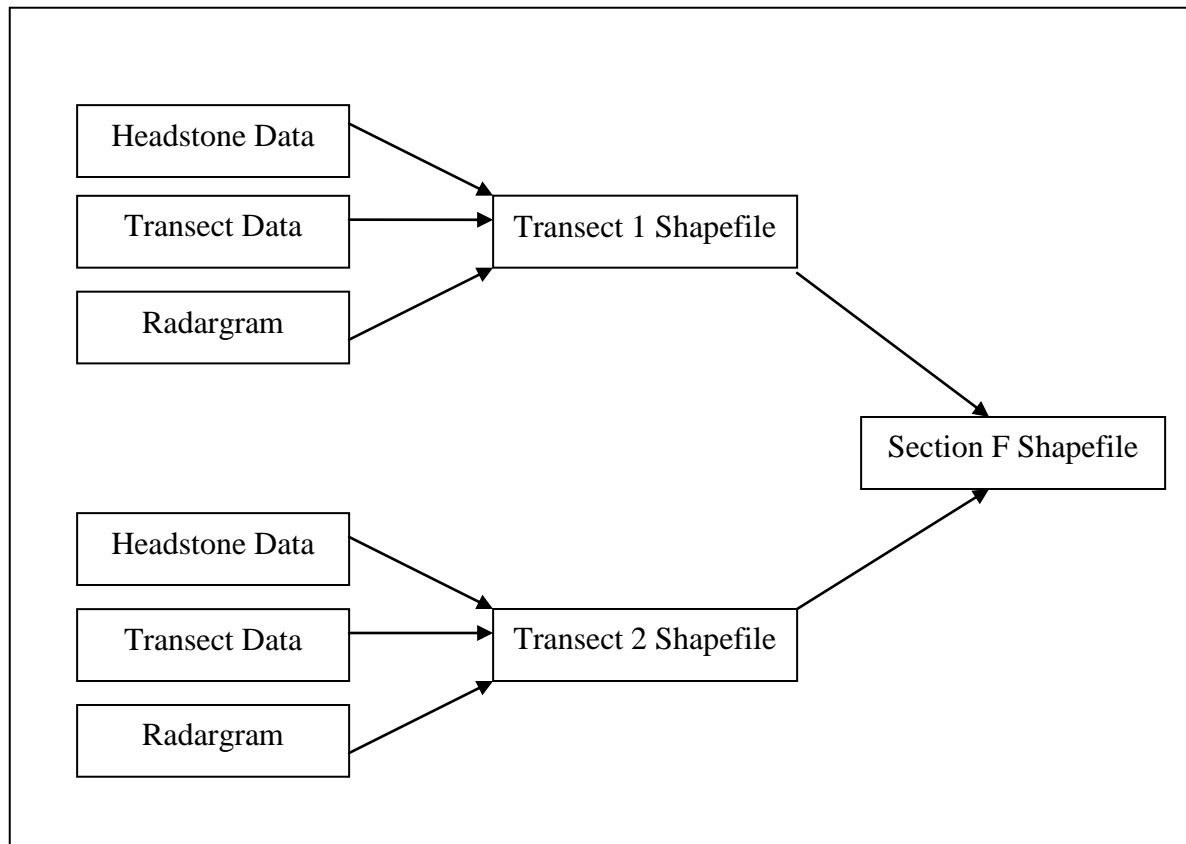 Headstone Data
Transect Data
Radargram
Transect 1 Shapefile
Section F Shapefile
Headstone Data
Transect Data
Radargram
Transect 2 Shapefile